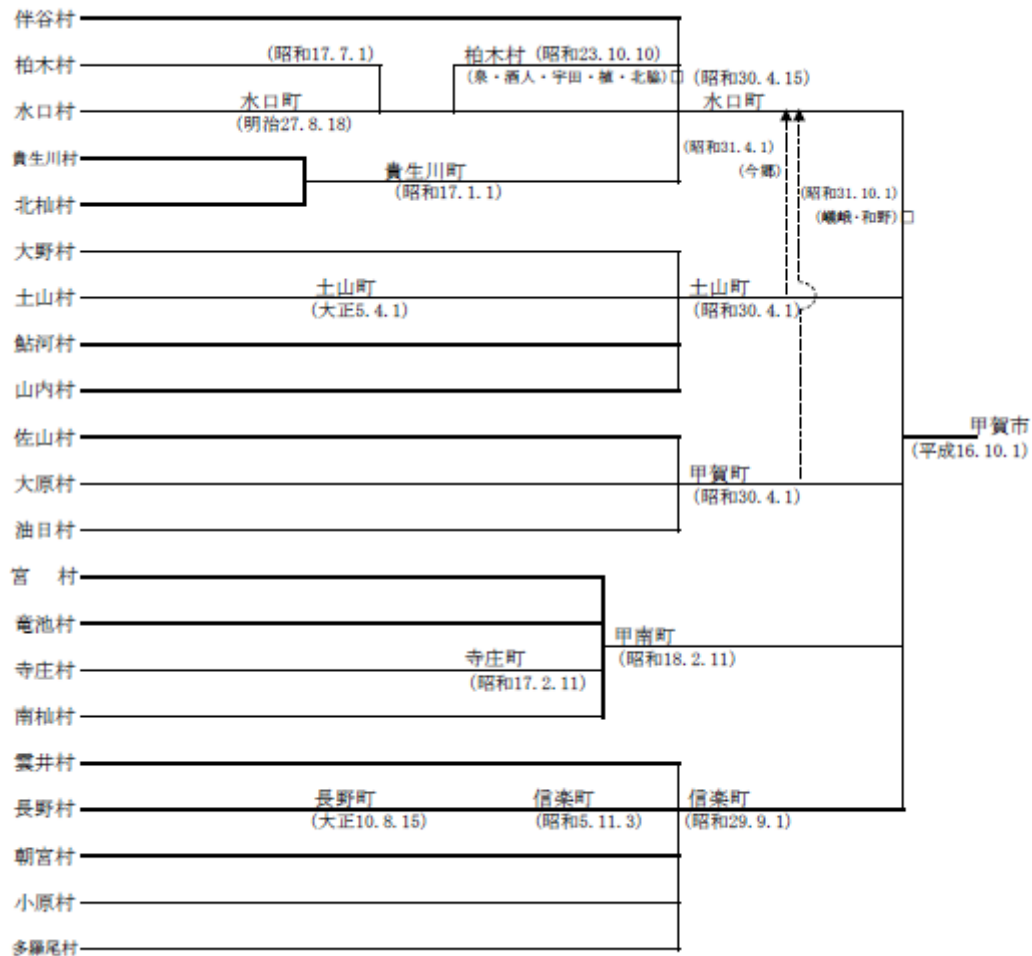 伴谷村
柏木村
(昭和17.7.1)
柏木村 (昭和23.10.10)
(泉・酒人・宇田・植・北脇)□
(昭和30.4.15)
水口村
水口町
(明治27.8.18)
水口町
(昭和31.4.1)
(今郷)
貴生川村
貴生川町
(昭和17.1.1)
(昭和31.10.1)
(嶬峨・和野)□
北杣村
大野村
土山村
土山町
(大正5.4.1)
土山町
(昭和30.4.1)
鮎河村
山内村
佐山村
甲賀市
(平成16.10.1)
大原村
甲賀町
(昭和30.4.1)
油日村
宮 村
竜池村
甲南町
(昭和18.2.11)
寺庄村
寺庄町
(昭和17.2.11)
南杣村
雲井村
長野村
長野町
(大正10.8.15)
信楽町
(昭和5.11.3)
信楽町
(昭和29.9.1)
朝宮村
小原村
多羅尾村